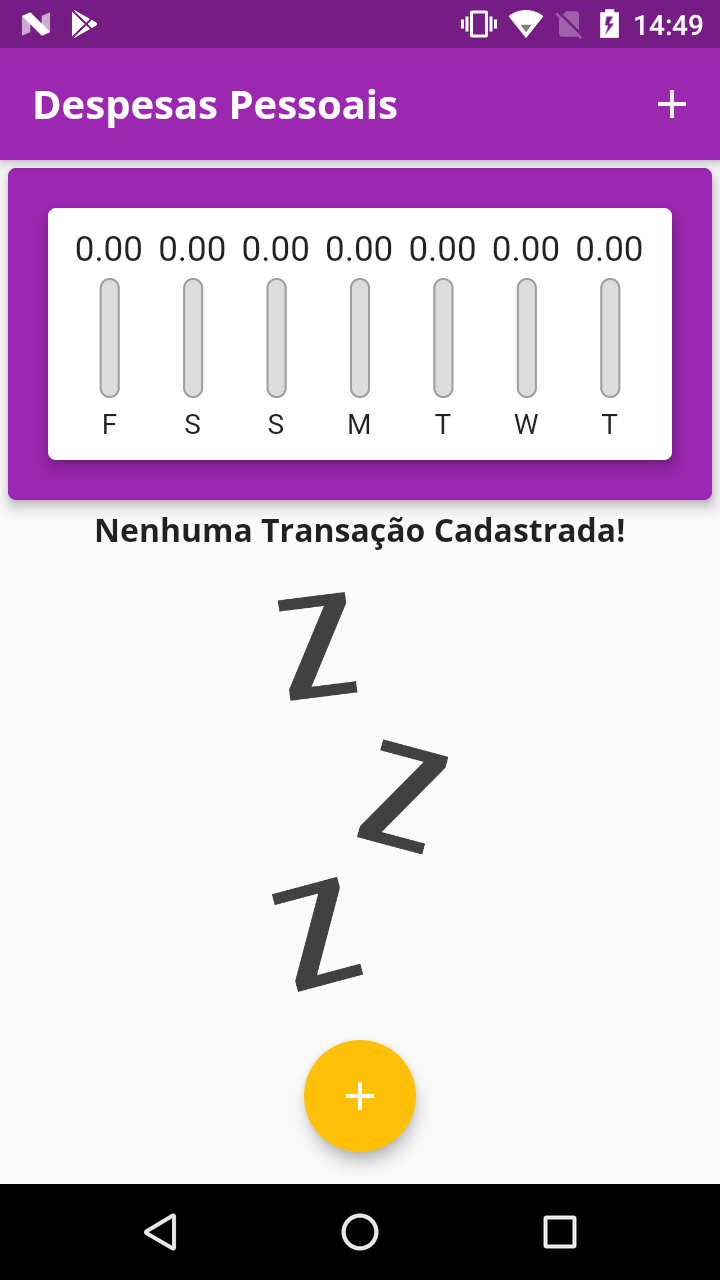 14:49
Despesas Pessoais
0.00 0.00 0.00 0.00 0.00 0.00 0.00
F S S M T W T
Nenhuma Transação Cadastrada!
Z
Z
Z